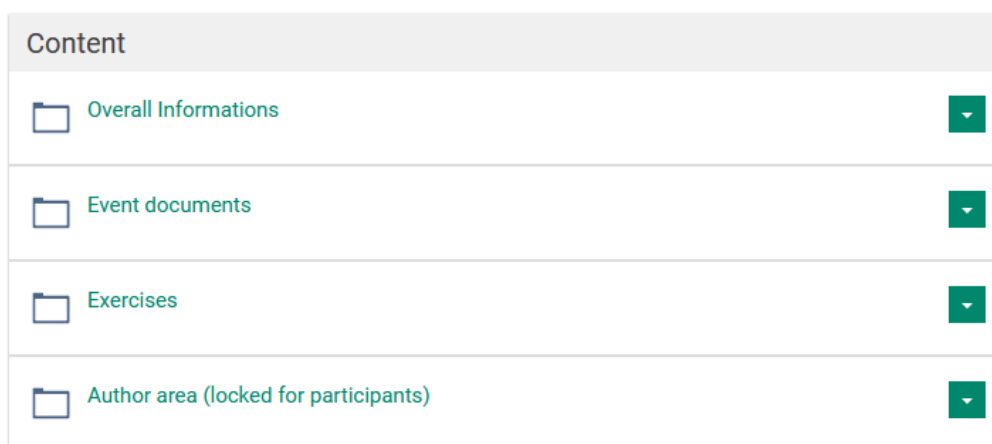 Content
Overall Informations
Event documents
Exercises
Author area (locked for participants)